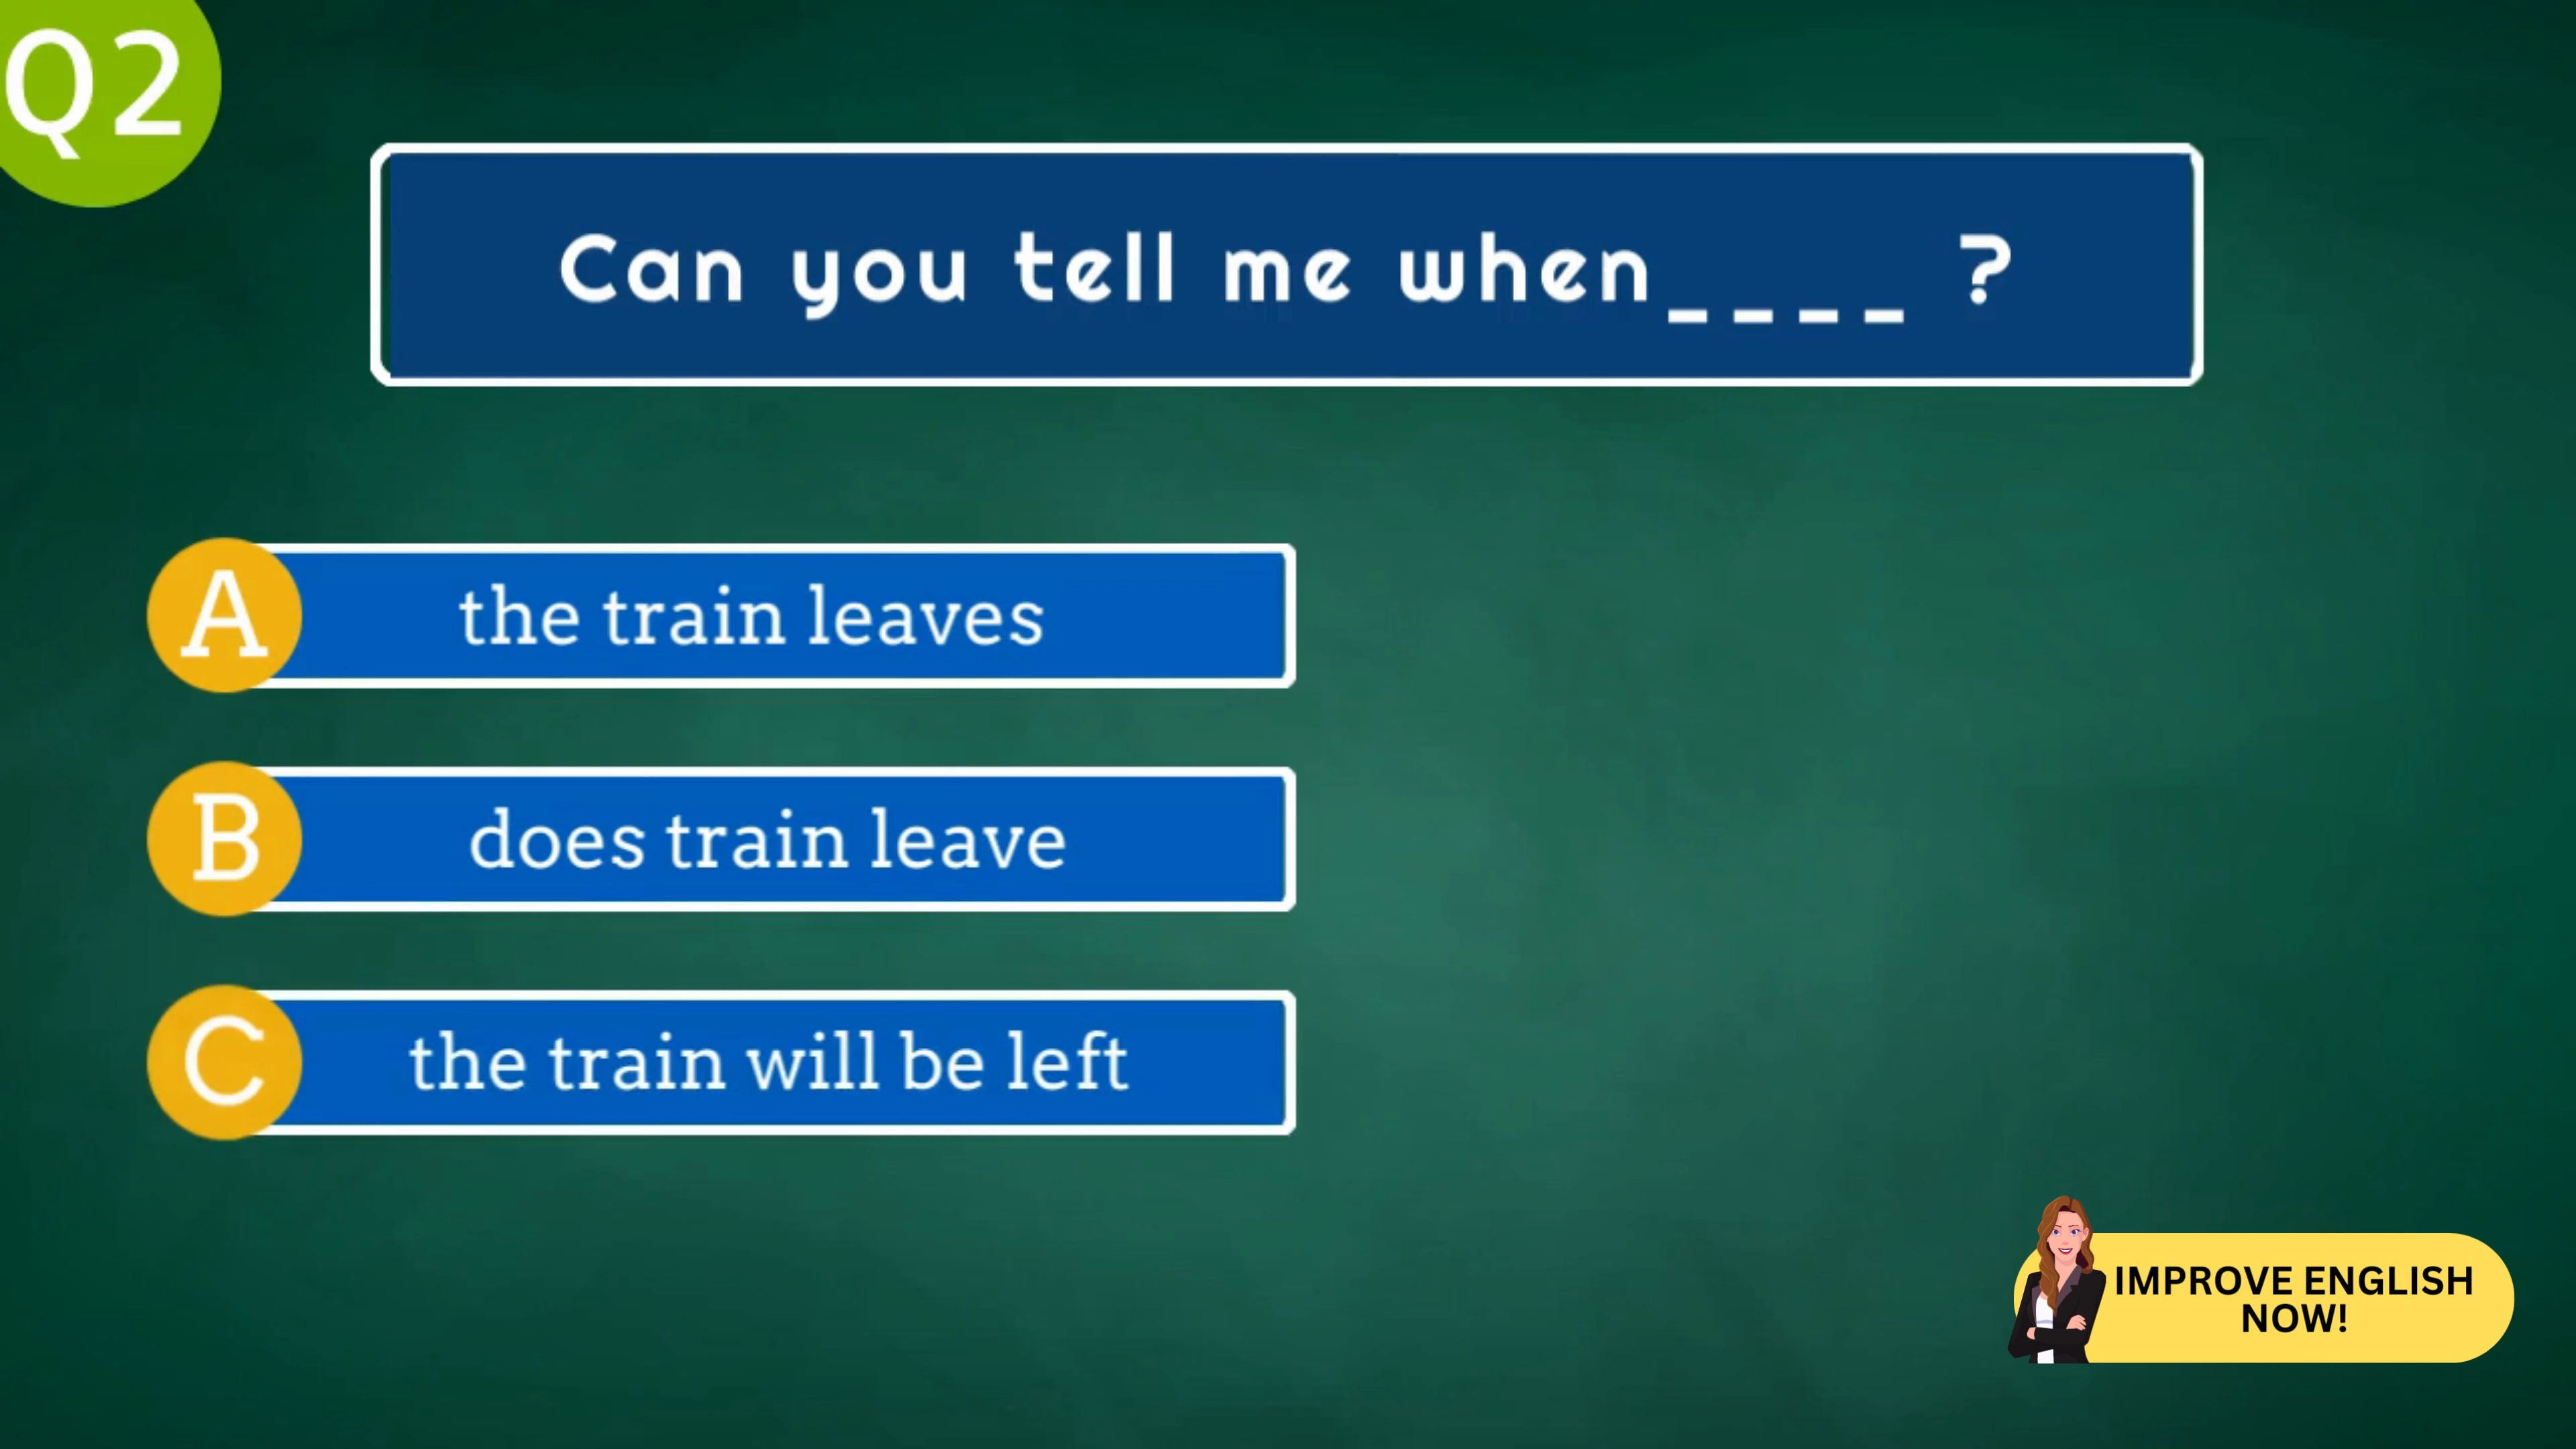 Q2
Can you tell me when____ ?
A the train leaves
B does train leave
C the train will be left
IMPROVE ENGLISH
NOW!